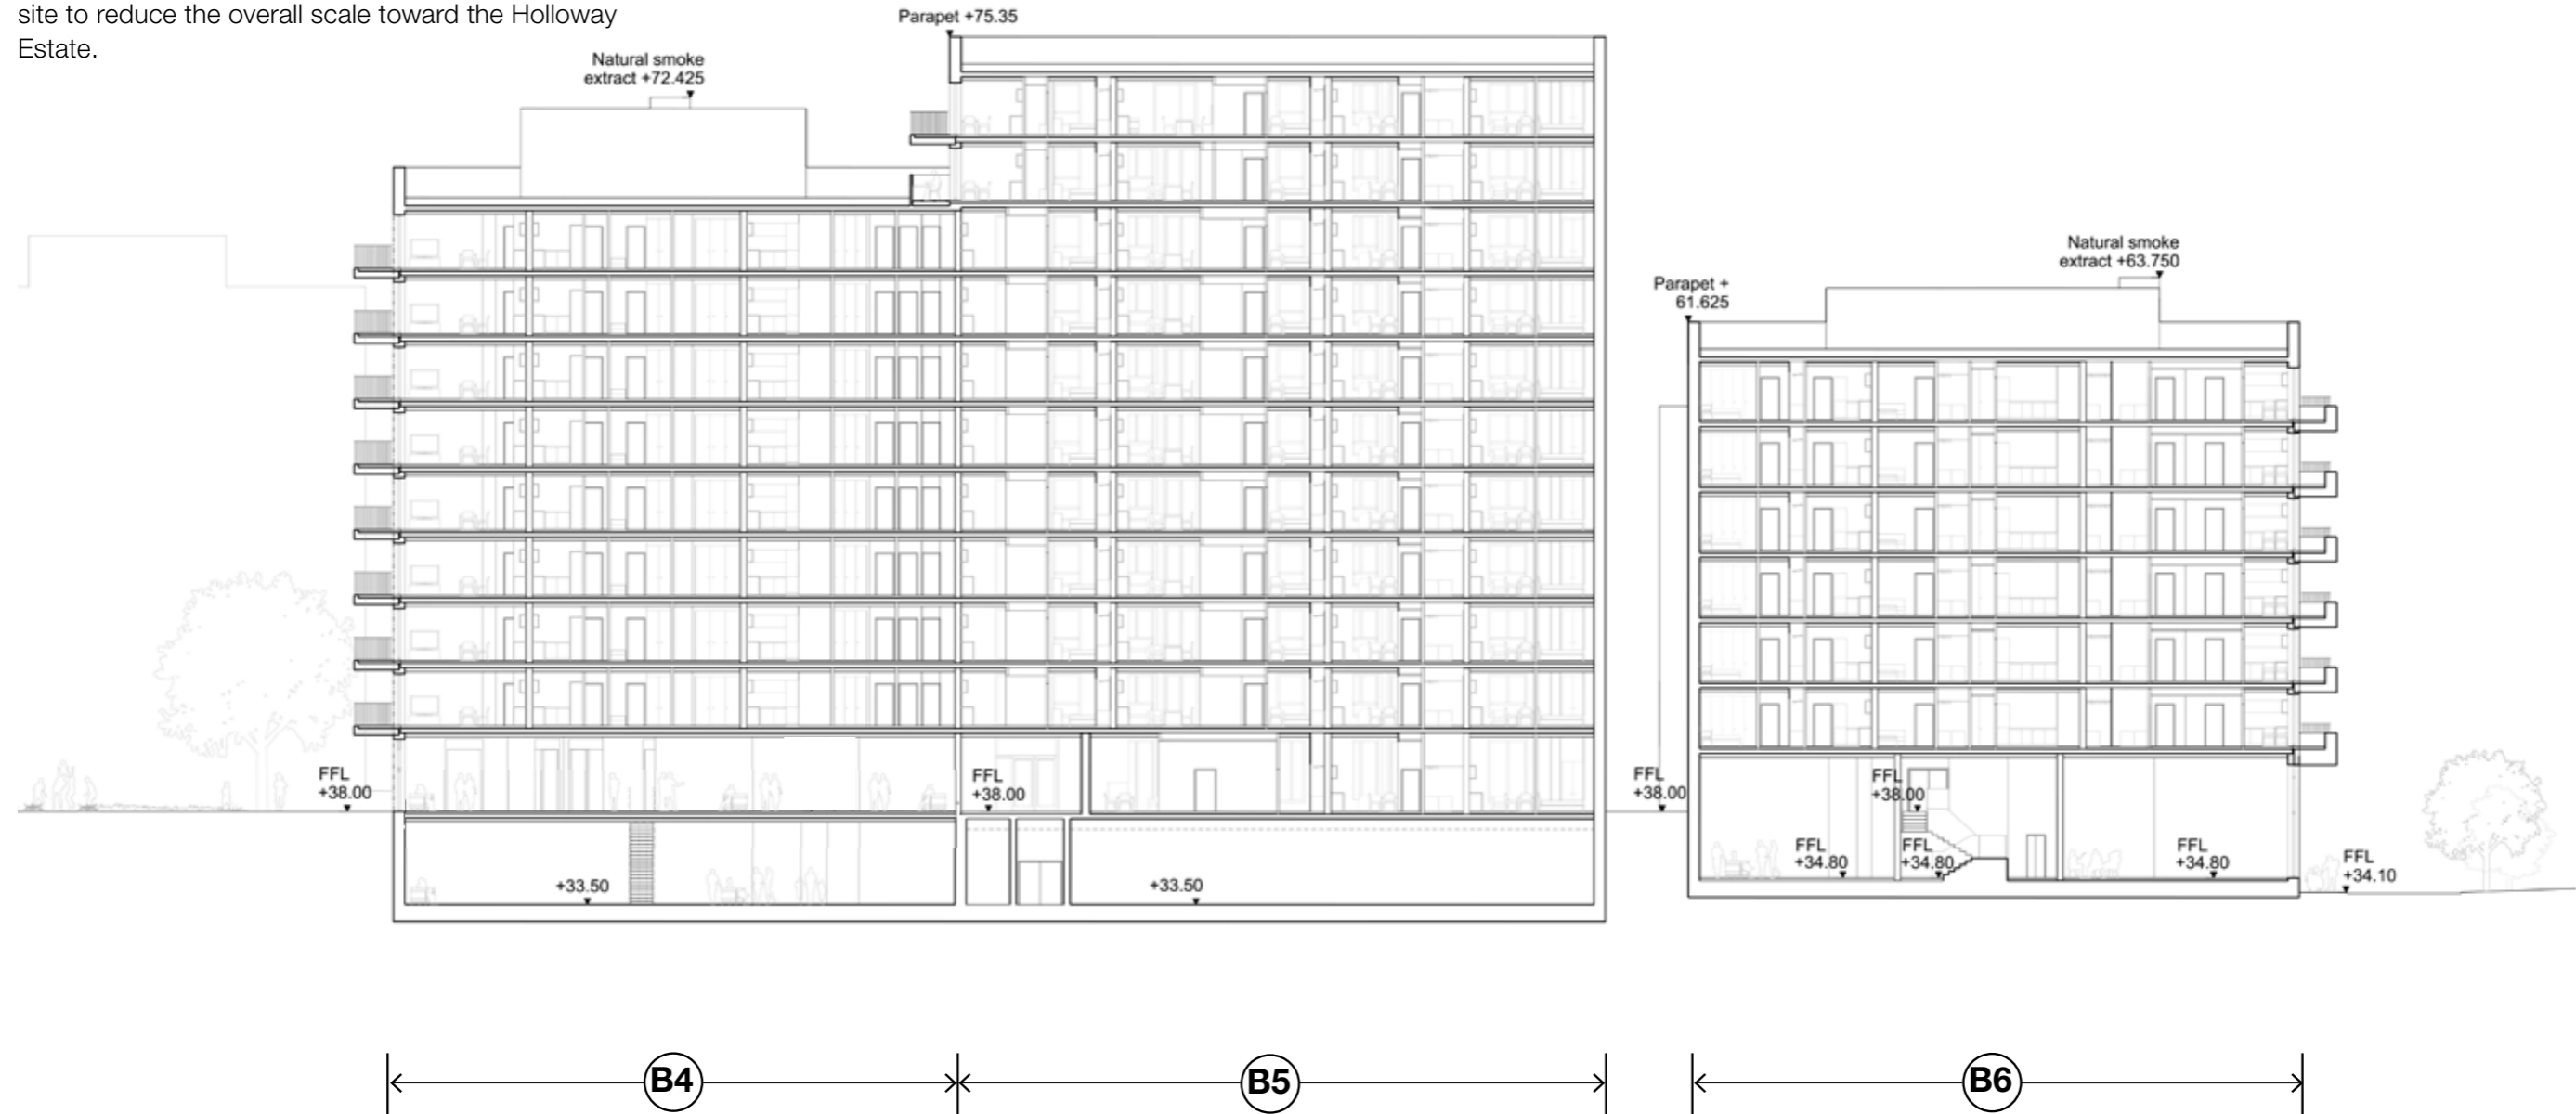 site to reduce the overall scale toward the Holloway
Estate.
Parapet +75.35
Natural smoke
extract +72.425
Natural smoke
extract +63.750
Parapet +
61.625
FFL
+38.00
FFL
+38.00
FFL
+38.00
FFL
+38.00
FFL
+34.80
FFL
+34.80
FFL
+34.80
FFL
+34.10
+33.50
+33.50
B4
B5
B6